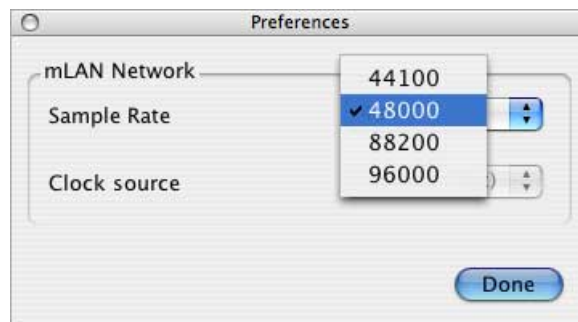 Preferences
mLAN Network
44100
Sample Rate
✓ 48000
88200
Clock source
96000
)
Done